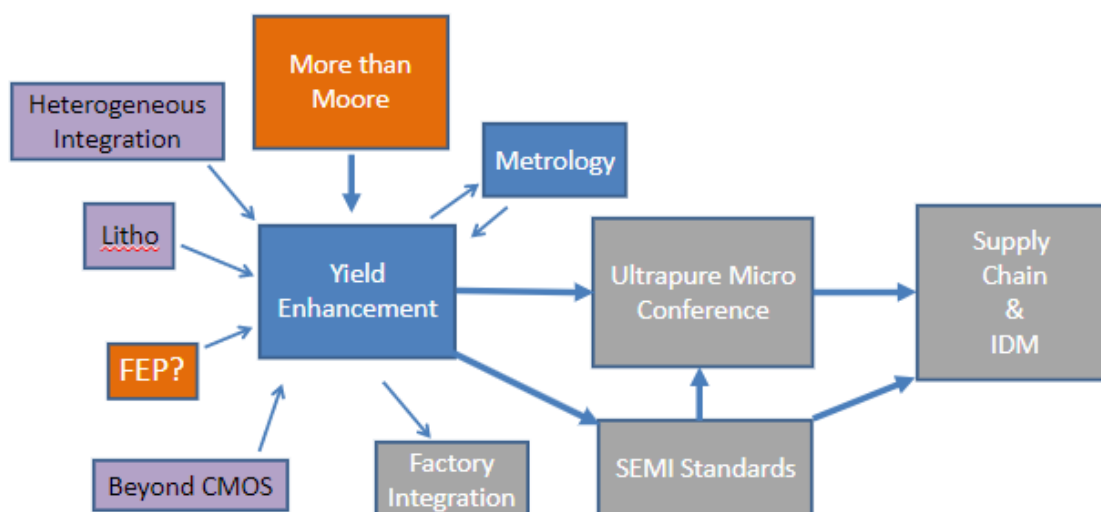 More than
Moore
Heterogeneous
Integration
Metrology
Litho
Yield
Enhancement
Ultrapure Micro
Conference
Supply
Chain
&
IDM
FEP?
Beyond CMOS
Factory
Integration
SEMI Standards